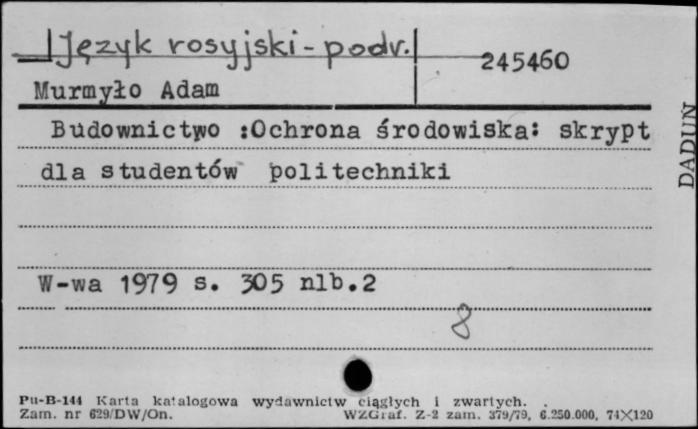 Język rosyjski - podr.
245460
Murmyło Adam
Budownictwo :Ochrona środowiska: skrypt
dla studentów politechniki
W-wa 1979 s. 305 nlb.2
8
Pu-B-144 Karta katalogowa wydawnictw ciągłych i zwartych.
Zam. nr 629/DW/On. WZGraf. Z-2 zam. 379/79, 6.250.000, 74X120
DADUŃ